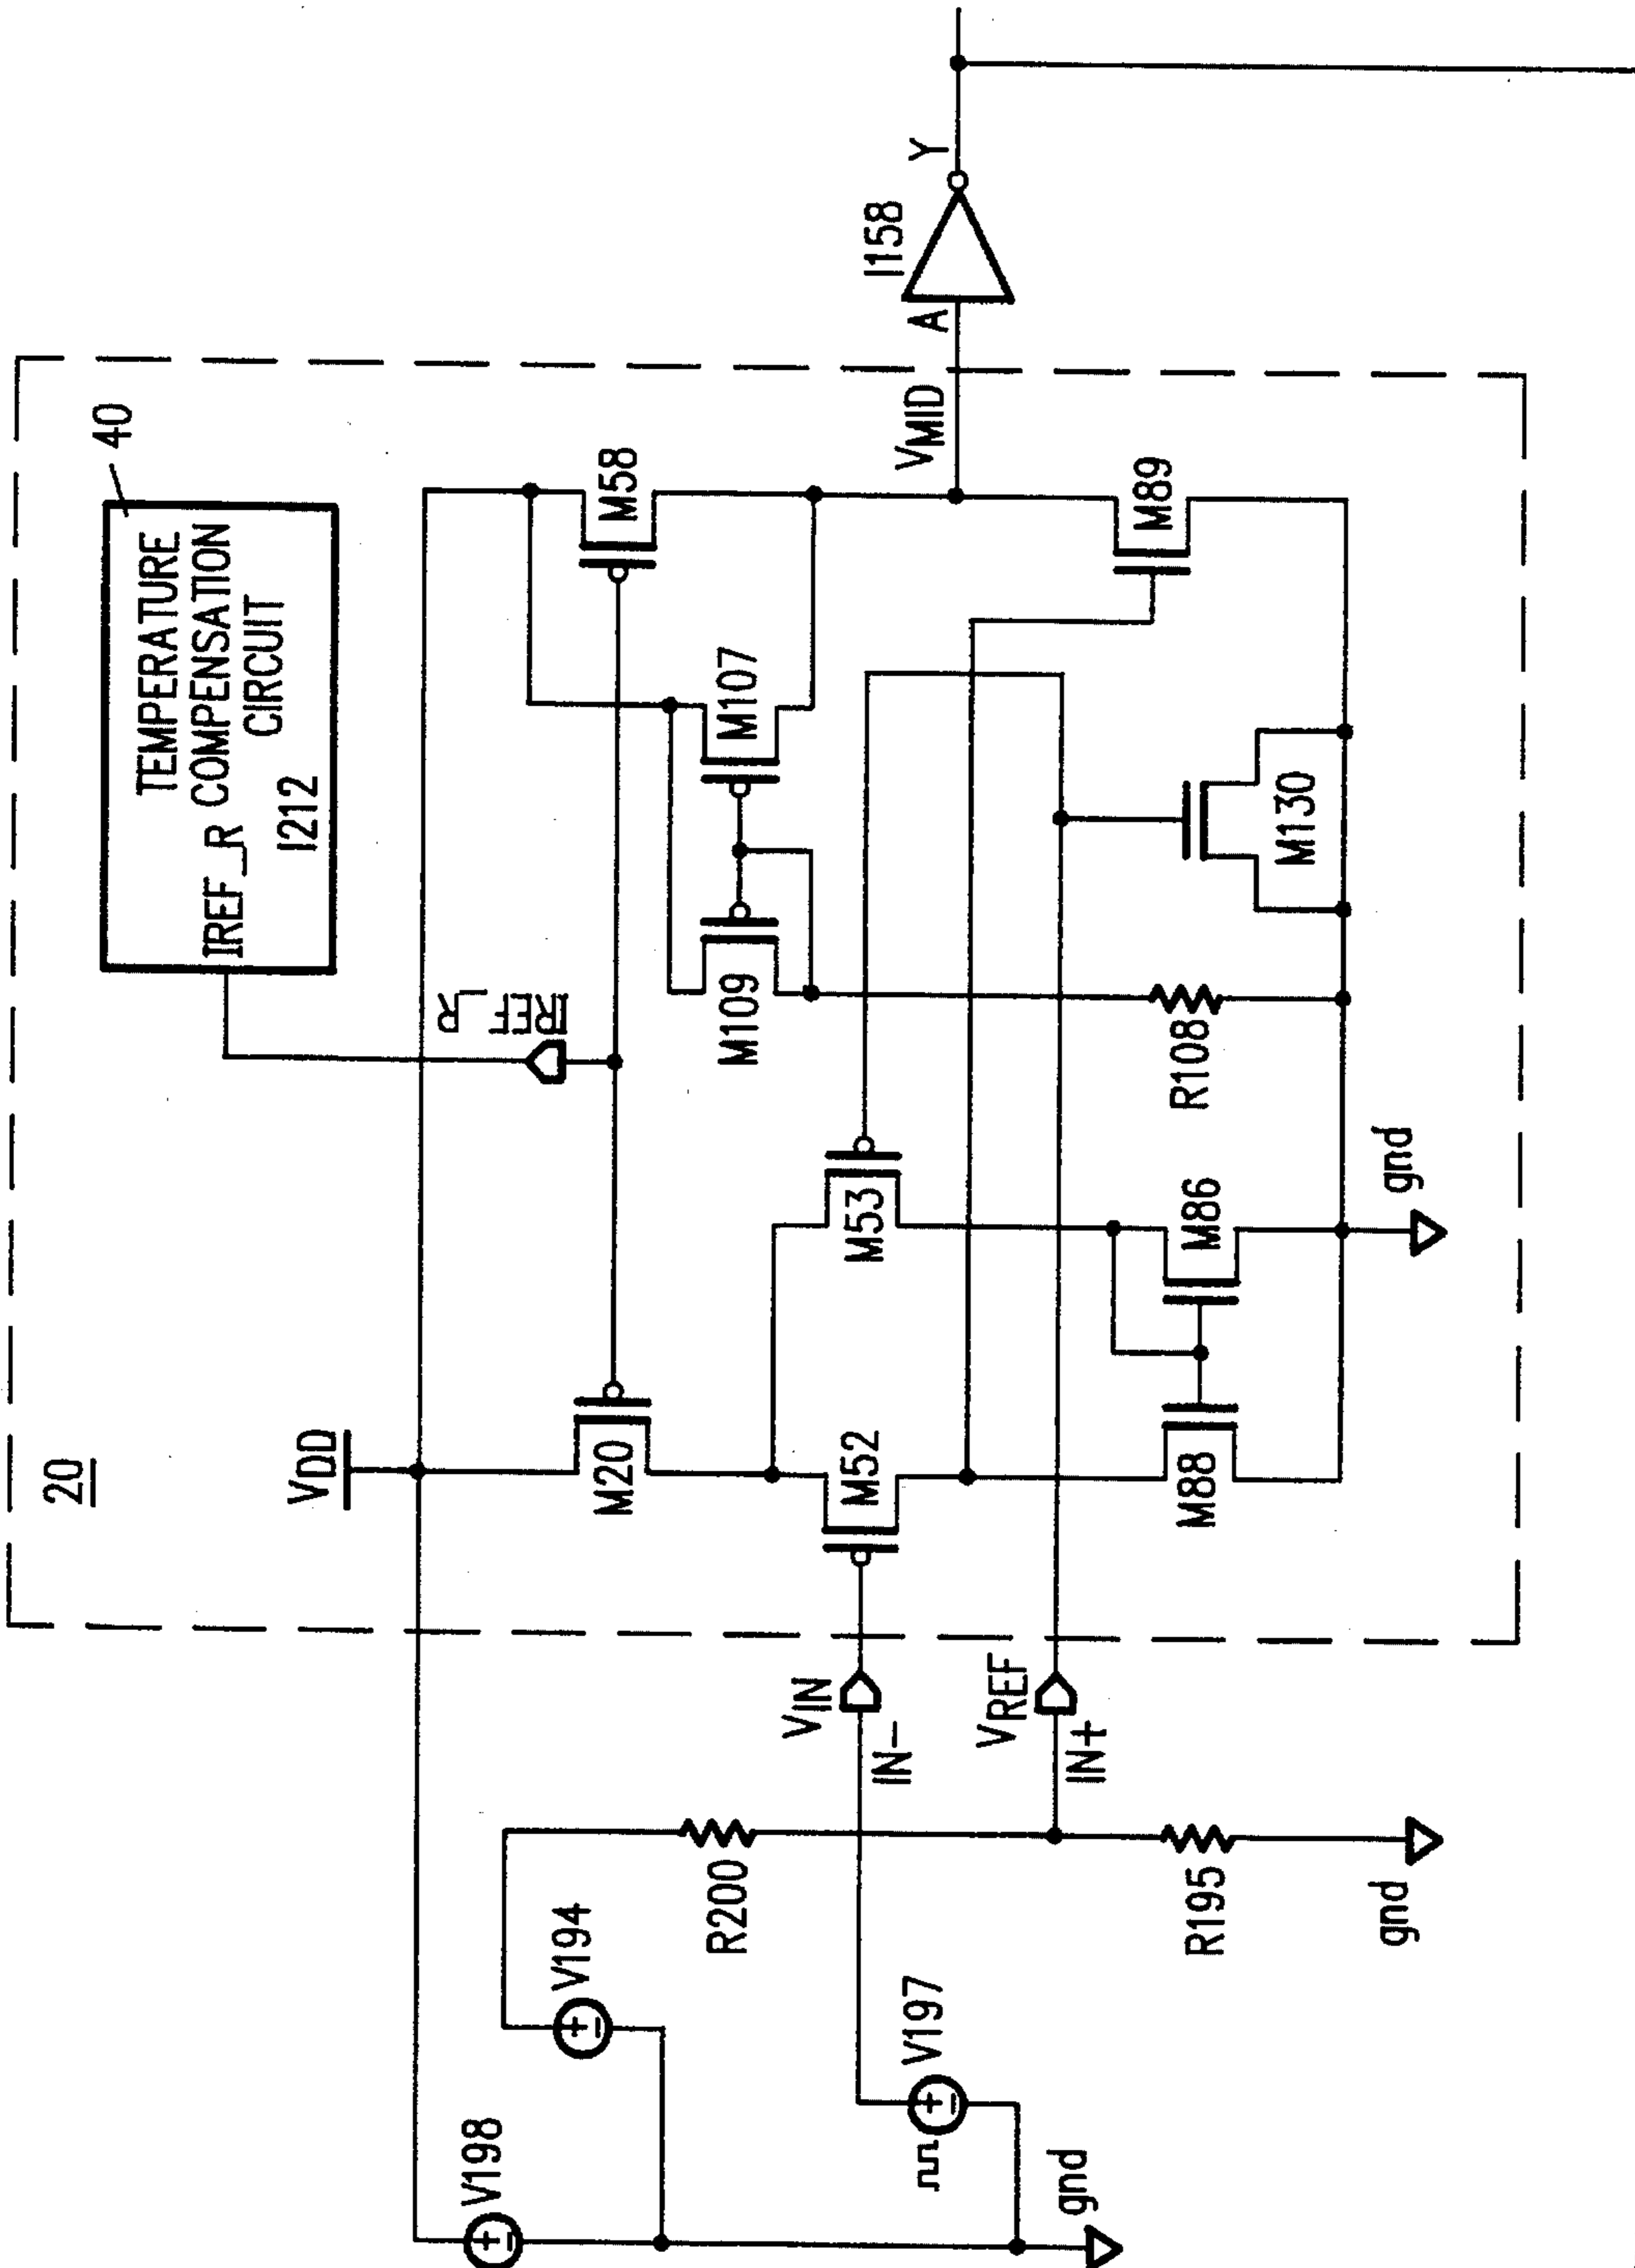 20
40
TEMPERATURE
COMPENSATION
CIRCUIT
IREF_R
I212
VDD
IREF_R
M20
M58
M109
M107
M52
M53
VMID
A
I158
Y
M88
M86
R108
M130
M89
gnd
VIN
IN-
VREF
IN+
V198
V194
V197
R200
R195
gnd
gnd